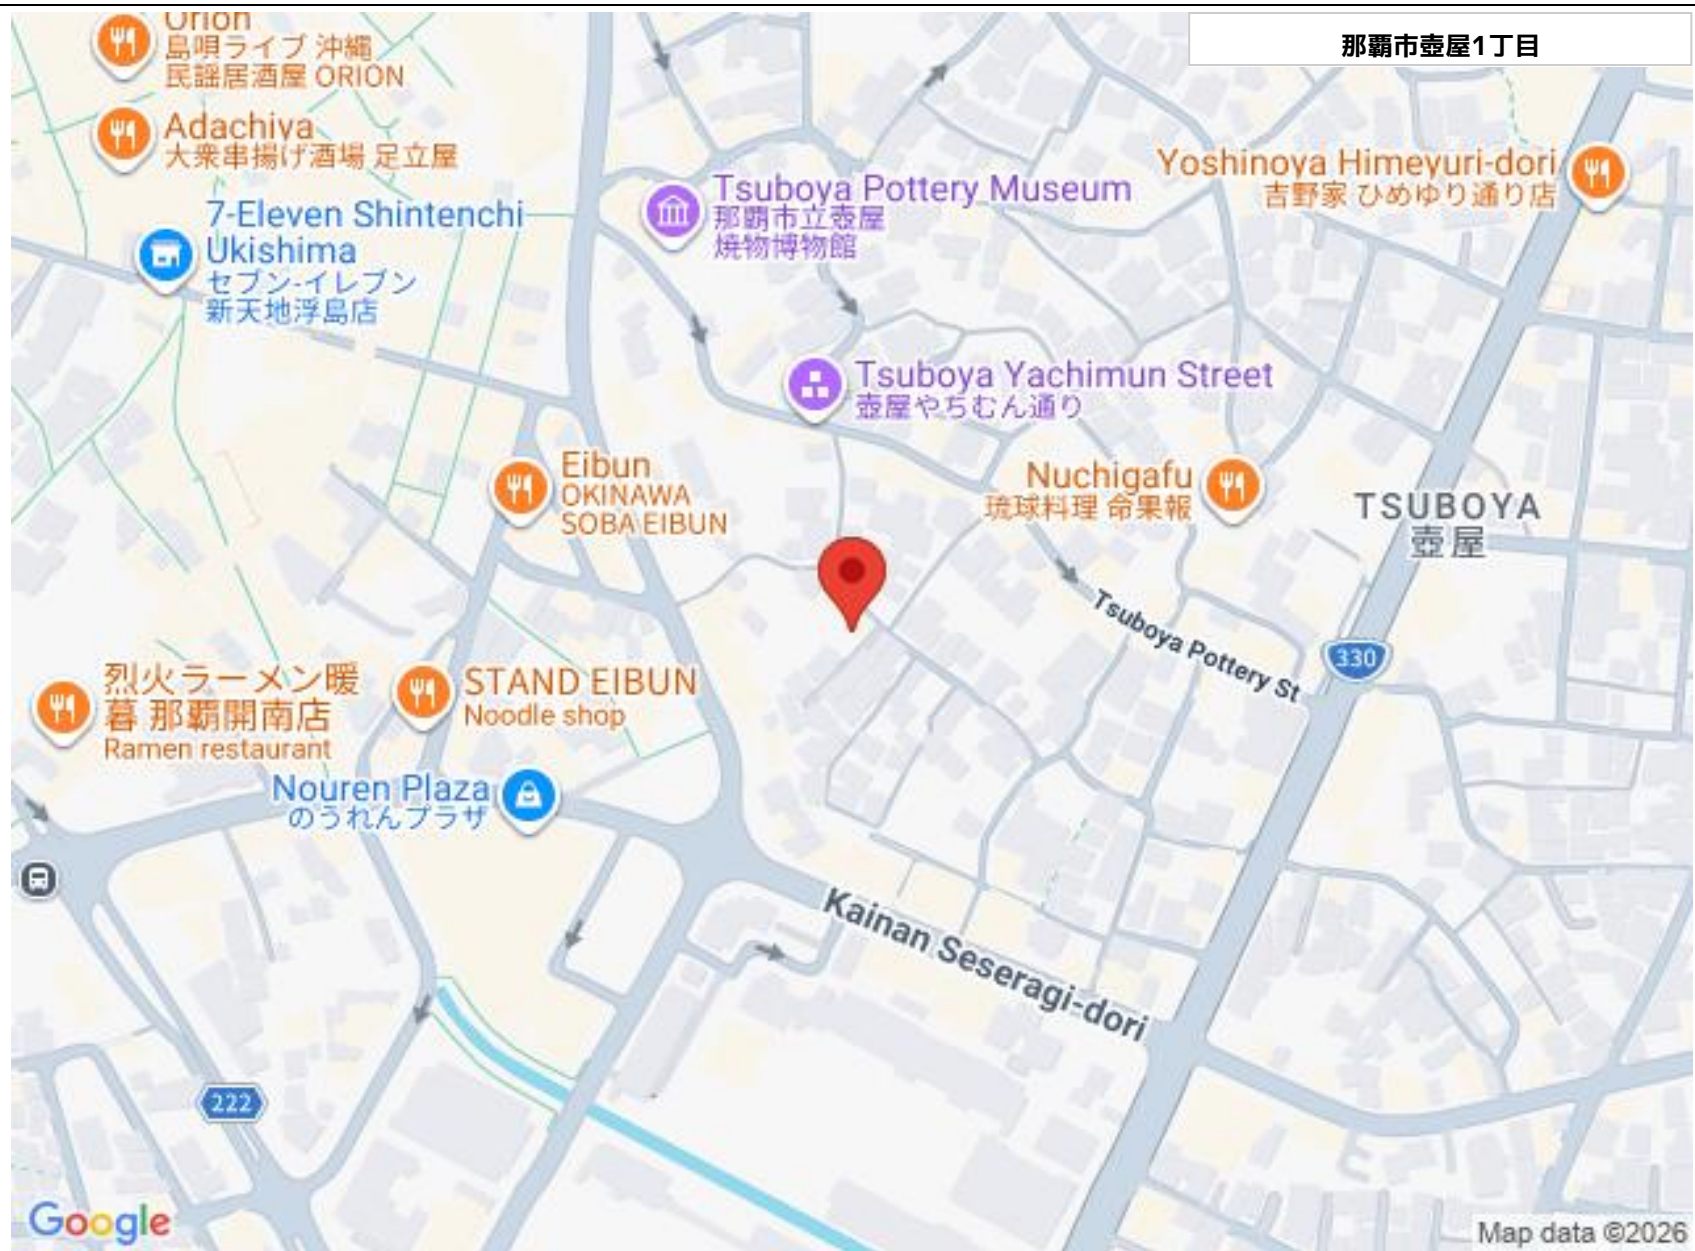 那覇市壺屋1丁目
Orion
島唄ライブ 沖縄
民謡居酒屋 ORION
Adachiya
大衆串揚げ酒場 足立屋
Yoshinoya Himeyuri-dori
吉野家 ひめゆり通り店
Tsuboya Pottery Museum
那覇市立壺屋
焼物博物館
7-Eleven Shintenchi
Ukishima
セブン-イレブン
新天地浮島店
Tsuboya Yachimun Street
壺屋やちむん通り
Eibun
OKINAWA
SOBA EIBUN
Nuchigafu
琉球料理 命果報
TSUBOYA
壺屋
Tsuboya Pottery St
330
烈火ラーメン暖
暮 那覇開南店
Ramen restaurant
STAND EIBUN
Noodle shop
Nouren Plaza
のうれんプラザ
Kainan Seseragi-dori
222
Google
Map data ©2026